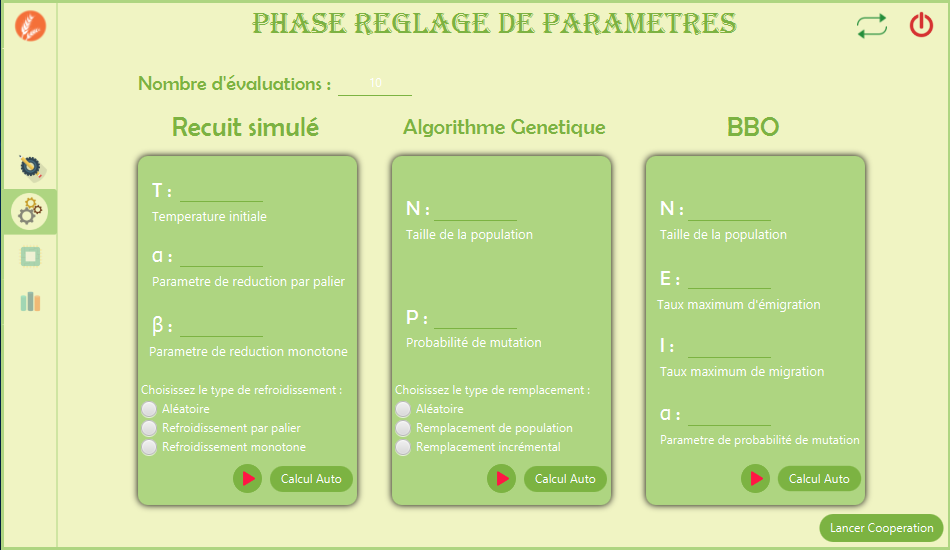 PHASE REGLAGE DE PARAMETRES
Nombre d'évaluations : 10
Recuit simulé
T :
Temperature initiale
α :
Parametre de reduction par palier
β :
Parametre de reduction monotone
Choisissez le type de refroidissement :
Aléatoire
Refroidissement par palier
Refroidissement monotone
Calcul Auto
Algorithme Genetique
N :
Taille de la population
P :
Probabilité de mutation
Choisissez le type de remplacement :
Aléatoire
Remplacement de population
Remplacement incrémental
Calcul Auto
BBO
N :
Taille de la population
E :
Taux maximum d'émigration
I :
Taux maximum de migration
α :
Parametre de probabilité de mutation
Calcul Auto
Lancer Cooperation